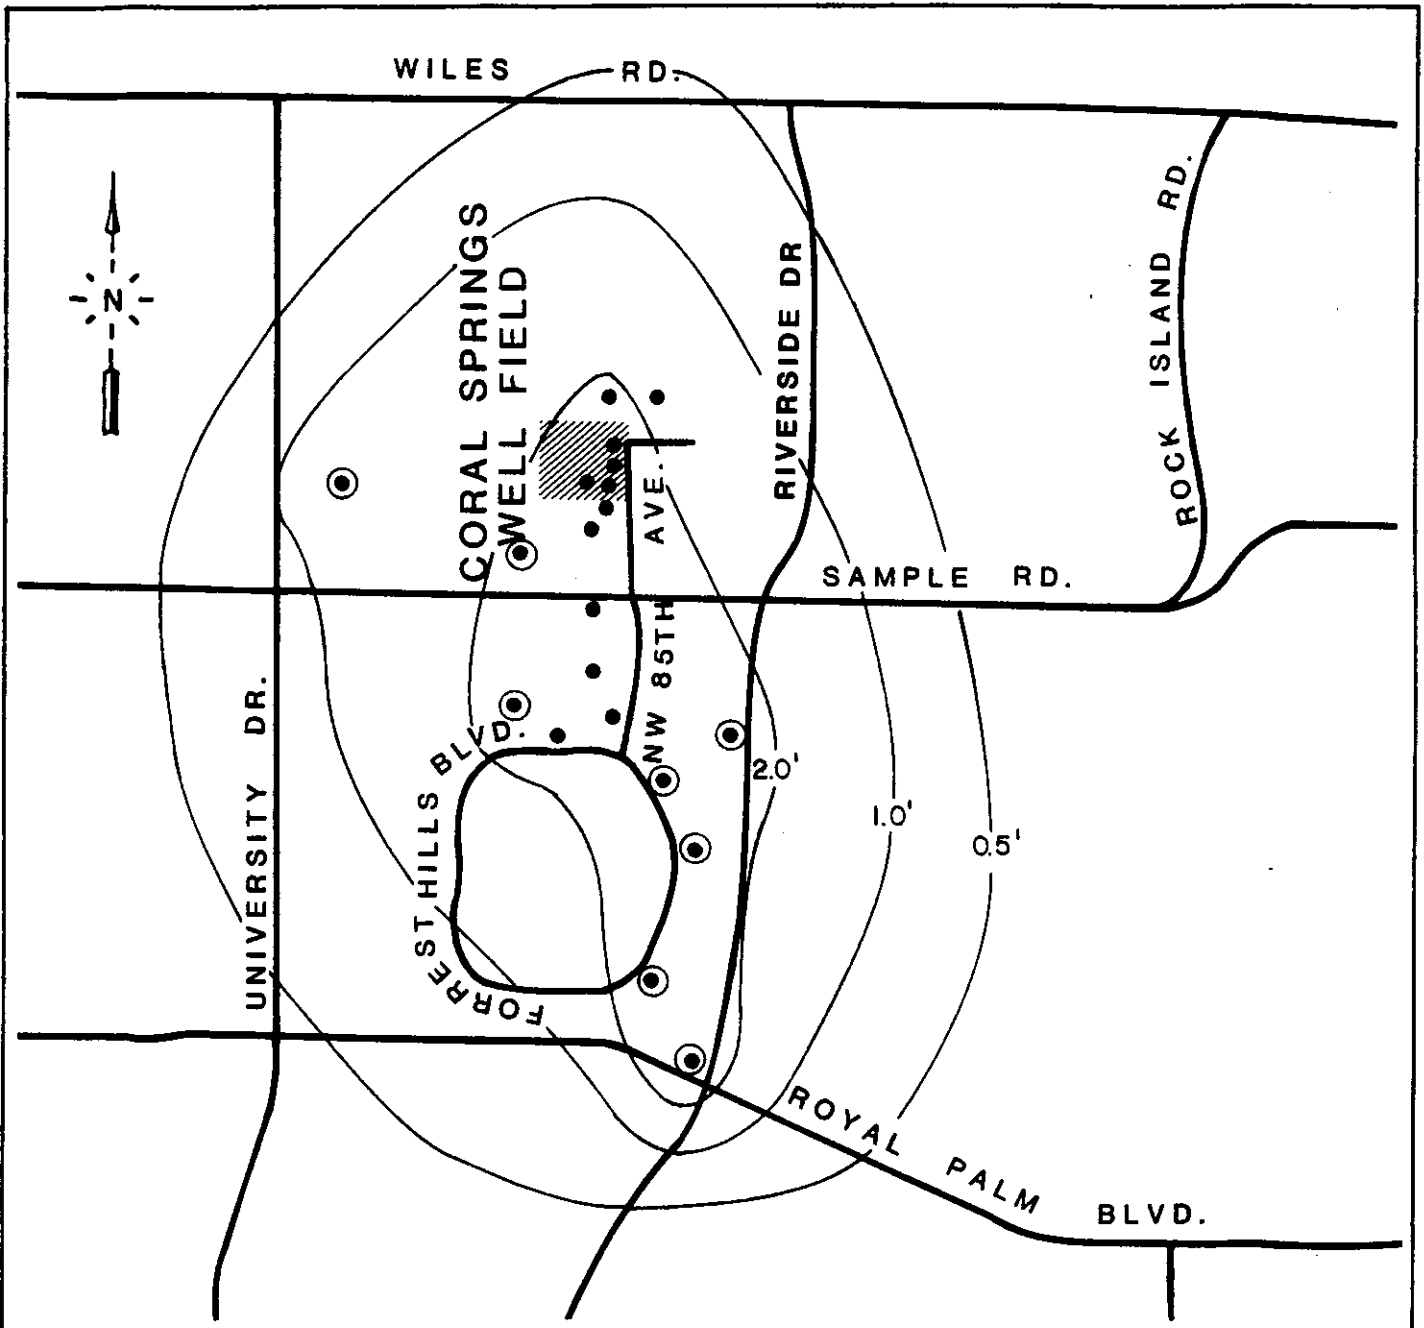 WILES RD.
N
CORAL SPRINGS
WELL FIELD
RIVERSIDE DR
ROCK ISLAND RD.
SAMPLE RD.
NW 85TH AVE.
UNIVERSITY DR.
FORREST HILLS BLVD.
2.0'
1.0'
0.5'
ROYAL PALM BLVD.